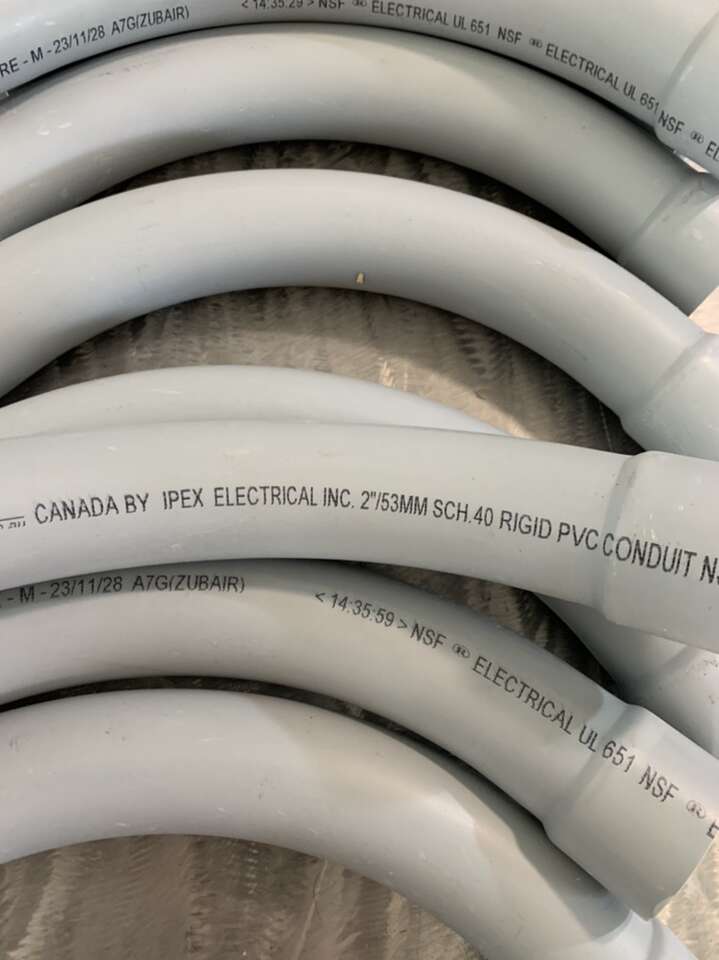 < 14:35:29 > NSF ELECTRICAL UL 651 NSF ELECTRICAL UL 651 NSF
RE - M - 23/11/28 A7G(ZUBAIR)
CANADA BY IPEX ELECTRICAL INC. 2"/53MM SCH.40 RIGID PVC CONDUIT
- M - 23/11/28 A7G(ZUBAIR) < 14:35:59 > NSF ELECTRICAL UL 651 NSF